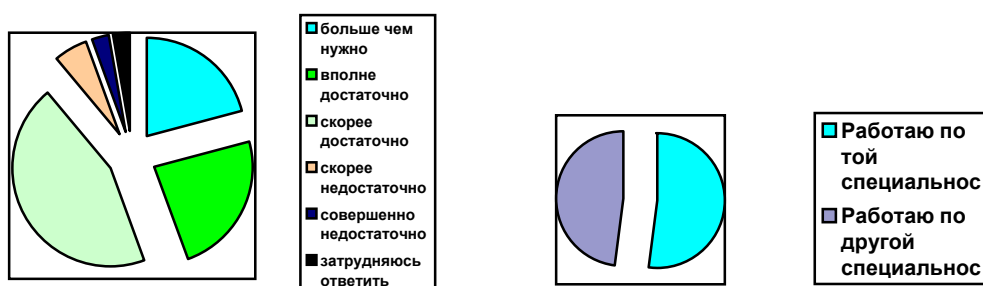 больше чем
нужно
вполне
достаточно
скорее
достаточно
скорее
недостаточно
совершенно
недостаточно
затрудняюсь
ответить
Работаю по
той
специальнос
Работаю по
другой
специальнос